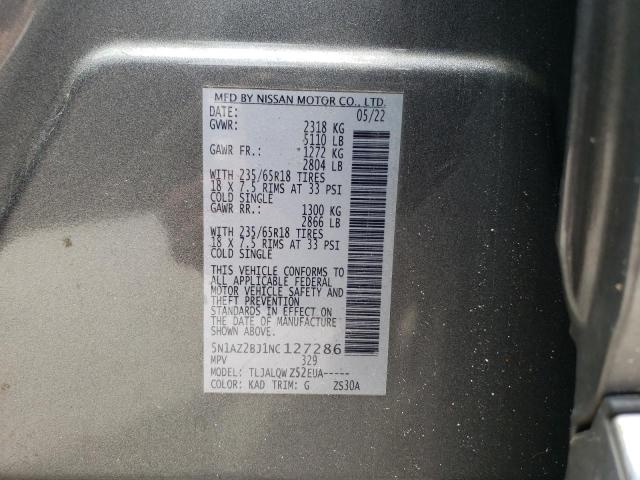 MFD BY NISSAN MOTOR CO., LTD.
DATE: 05/22
GVWR: 2318 KG
5110 LB
GAWR FR.: 1272 KG
2804 LB
WITH 235/65R18 TIRES
18 X 7.5 RIMS AT 33 PSI
COLD SINGLE
GAWR RR.: 1300 KG
2866 LB
WITH 235/65R18 TIRES
18 X 7.5 RIMS AT 33 PSI
COLD SINGLE
THIS VEHICLE CONFORMS TO
ALL APPLICABLE FEDERAL
MOTOR VEHICLE SAFETY AND
THEFT PREVENTION
STANDARDS IN EFFECT ON
THE DATE OF MANUFACTURE
SHOWN ABOVE.
5N1AZ2BJ1NC127286
MPV 329
MODEL: TLJALQWZS2EUA-----
COLOR: KAD TRIM: G ZS30A